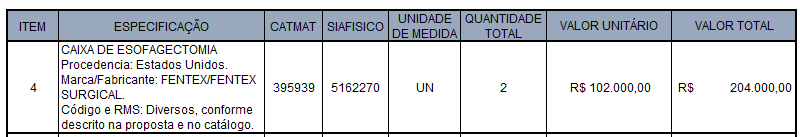 ITEM ESPECIFICAÇÃO CATMAT SIAFISICO UNIDADE DE MEDIDA QUANTIDADE TOTAL VALOR UNITÁRIO VALOR TOTAL
CAIXA DE ESOFAGECTOMIA
Procedencia: Estados Unidos.
Marca/Fabricante: FENTEX/FENTEX
4 SURGICAL. 395939 5162270 UN 2 R$ 102.000,00 R$ 204.000,00
Código e RMS: Diversos, conforme
descrito na proposta e no catálogo.